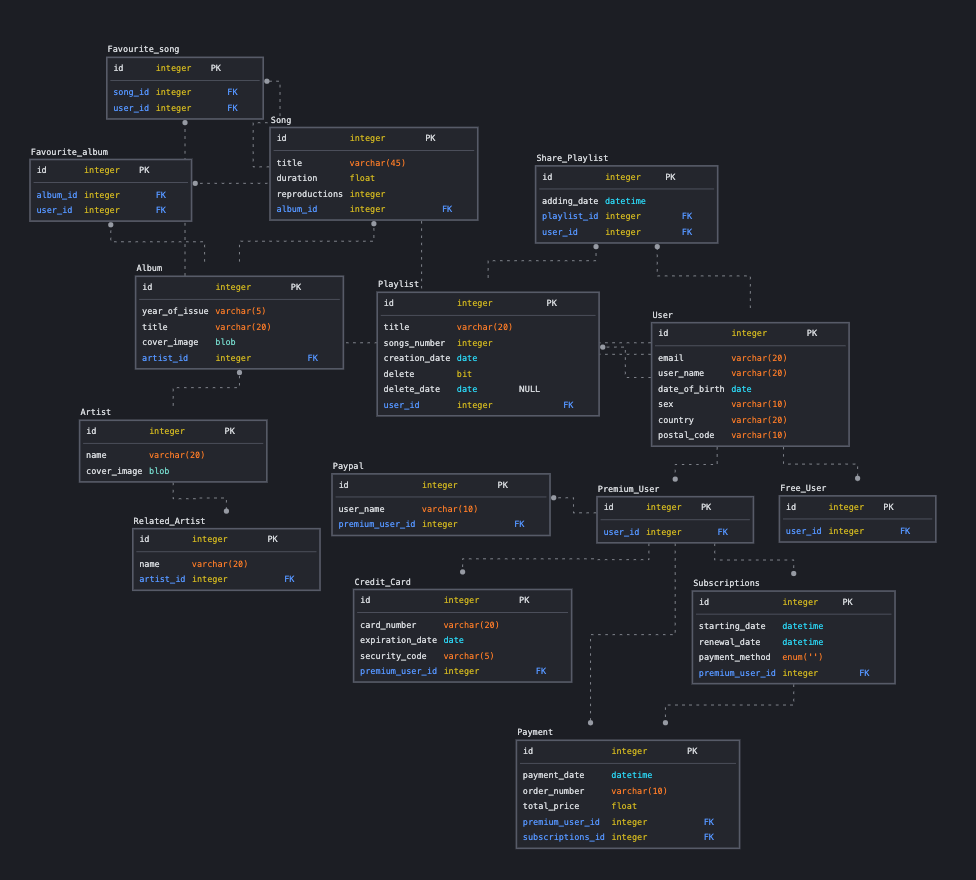 Favourite_song
id integer PK
song_id integer FK
user_id integer FK
Song
id integer PK
title varchar(45)
duration float
reproductions integer
album_id integer FK
Favourite_album
id integer PK
album_id integer FK
user_id integer FK
Share_Playlist
id integer PK
adding_date datetime
playlist_id integer FK
user_id integer FK
Album
id integer PK
year_of_issue varchar(5)
title varchar(20)
cover_image blob
artist_id integer FK
Playlist
id integer PK
title varchar(20)
songs_number integer
creation_date date
delete bit
delete_date date NULL
user_id integer FK
User
id integer PK
email varchar(20)
user_name varchar(20)
date_of_birth date
sex varchar(10)
country varchar(20)
postal_code varchar(10)
Artist
id integer PK
name varchar(20)
cover_image blob
Paypal
id integer PK
user_name varchar(10)
premium_user_id integer FK
Premium_User
id integer PK
user_id integer FK
Free_User
id integer PK
user_id integer FK
Related_Artist
id integer PK
name varchar(20)
artist_id integer FK
Credit_Card
id integer PK
card_number varchar(20)
expiration_date date
security_code varchar(5)
premium_user_id integer FK
Subscriptions
id integer PK
starting_date datetime
renewal_date datetime
payment_method enum('')
premium_user_id integer FK
Payment
id integer PK
payment_date datetime
order_number varchar(10)
total_price float
premium_user_id integer FK
subscriptions_id integer FK